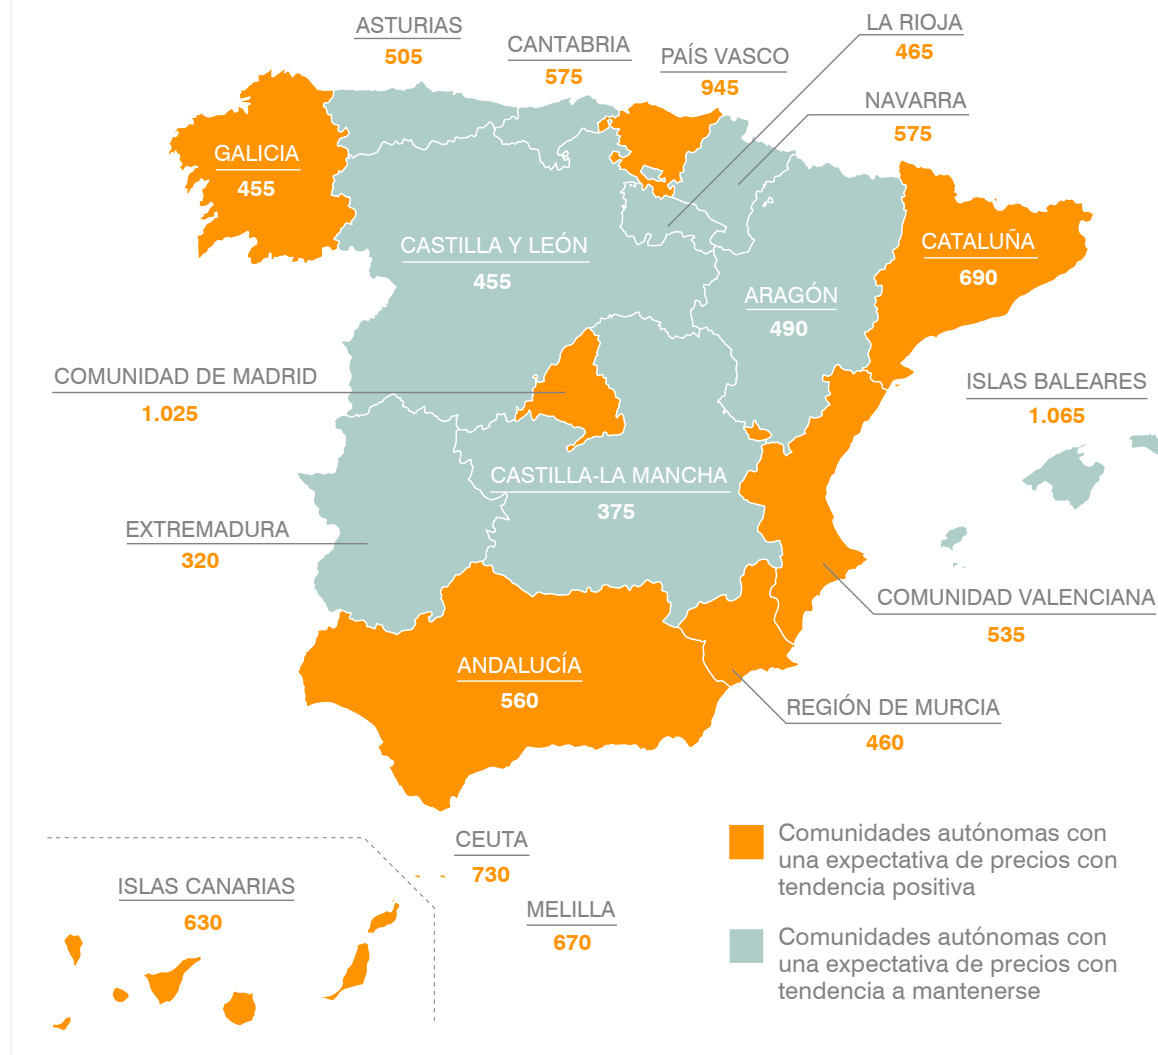 ASTURIAS
505
CANTABRIA
575
PAÍS VASCO
945
LA RIOJA
465
NAVARRA
575
GALICIA
455
CASTILLA Y LEÓN
455
CATALUÑA
690
ARAGÓN
490
COMUNIDAD DE MADRID
1.025
ISLAS BALEARES
1.065
CASTILLA-LA MANCHA
375
EXTREMADURA
320
COMUNIDAD VALENCIANA
535
ANDALUCÍA
560
REGIÓN DE MURCIA
460
CEUTA
730
ISLAS CANARIAS
630
MELILLA
670
Comunidades autónomas con
una expectativa de precios con
tendencia positiva
Comunidades autónomas con
una expectativa de precios con
tendencia a mantenerse